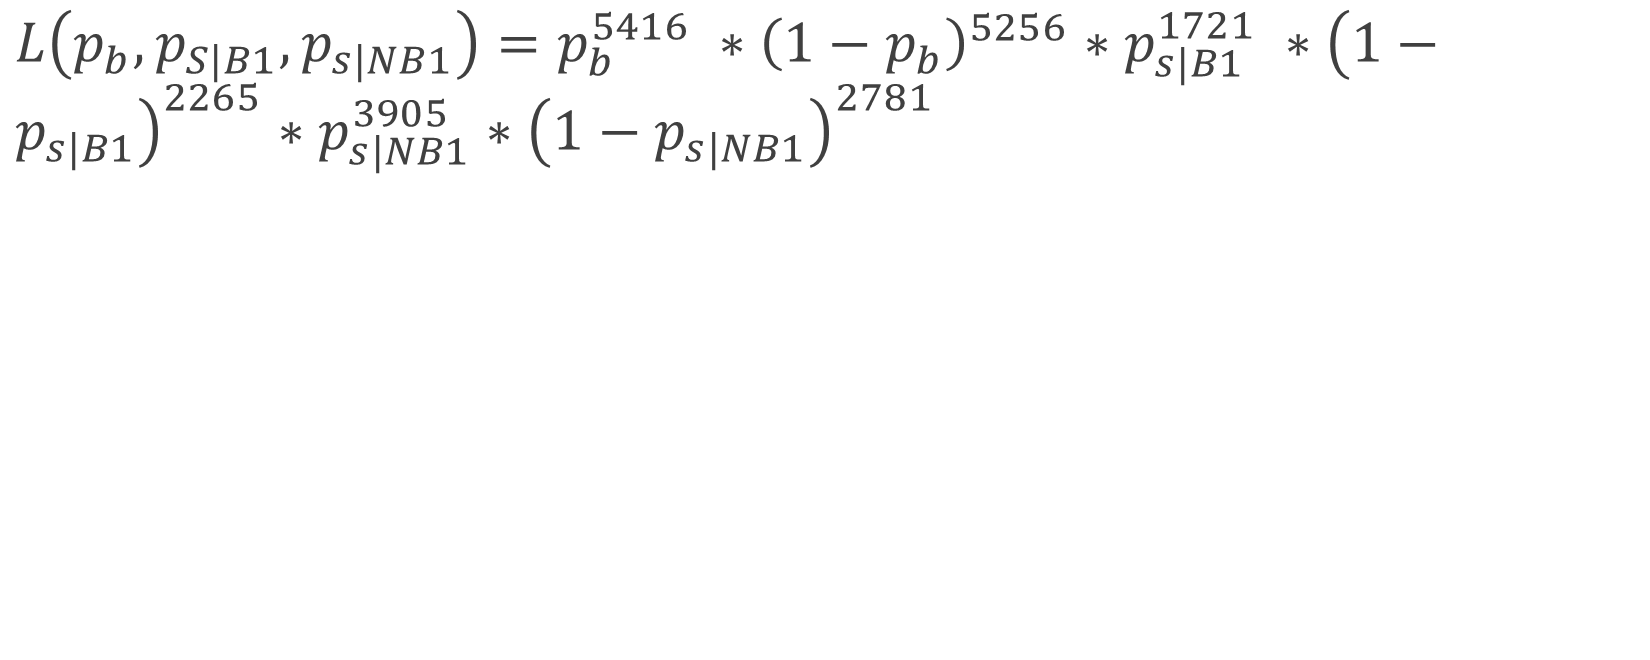 L(p_b, p_{S|B1}, p_{s|NB1}) = p_b^{5416} * (1 − p_b)^{5256} * p_{s|B1}^{1721} * (1 −
p_{s|B1})^{2265} * p_{s|NB1}^{3905} * (1 − p_{s|NB1})^{2781}